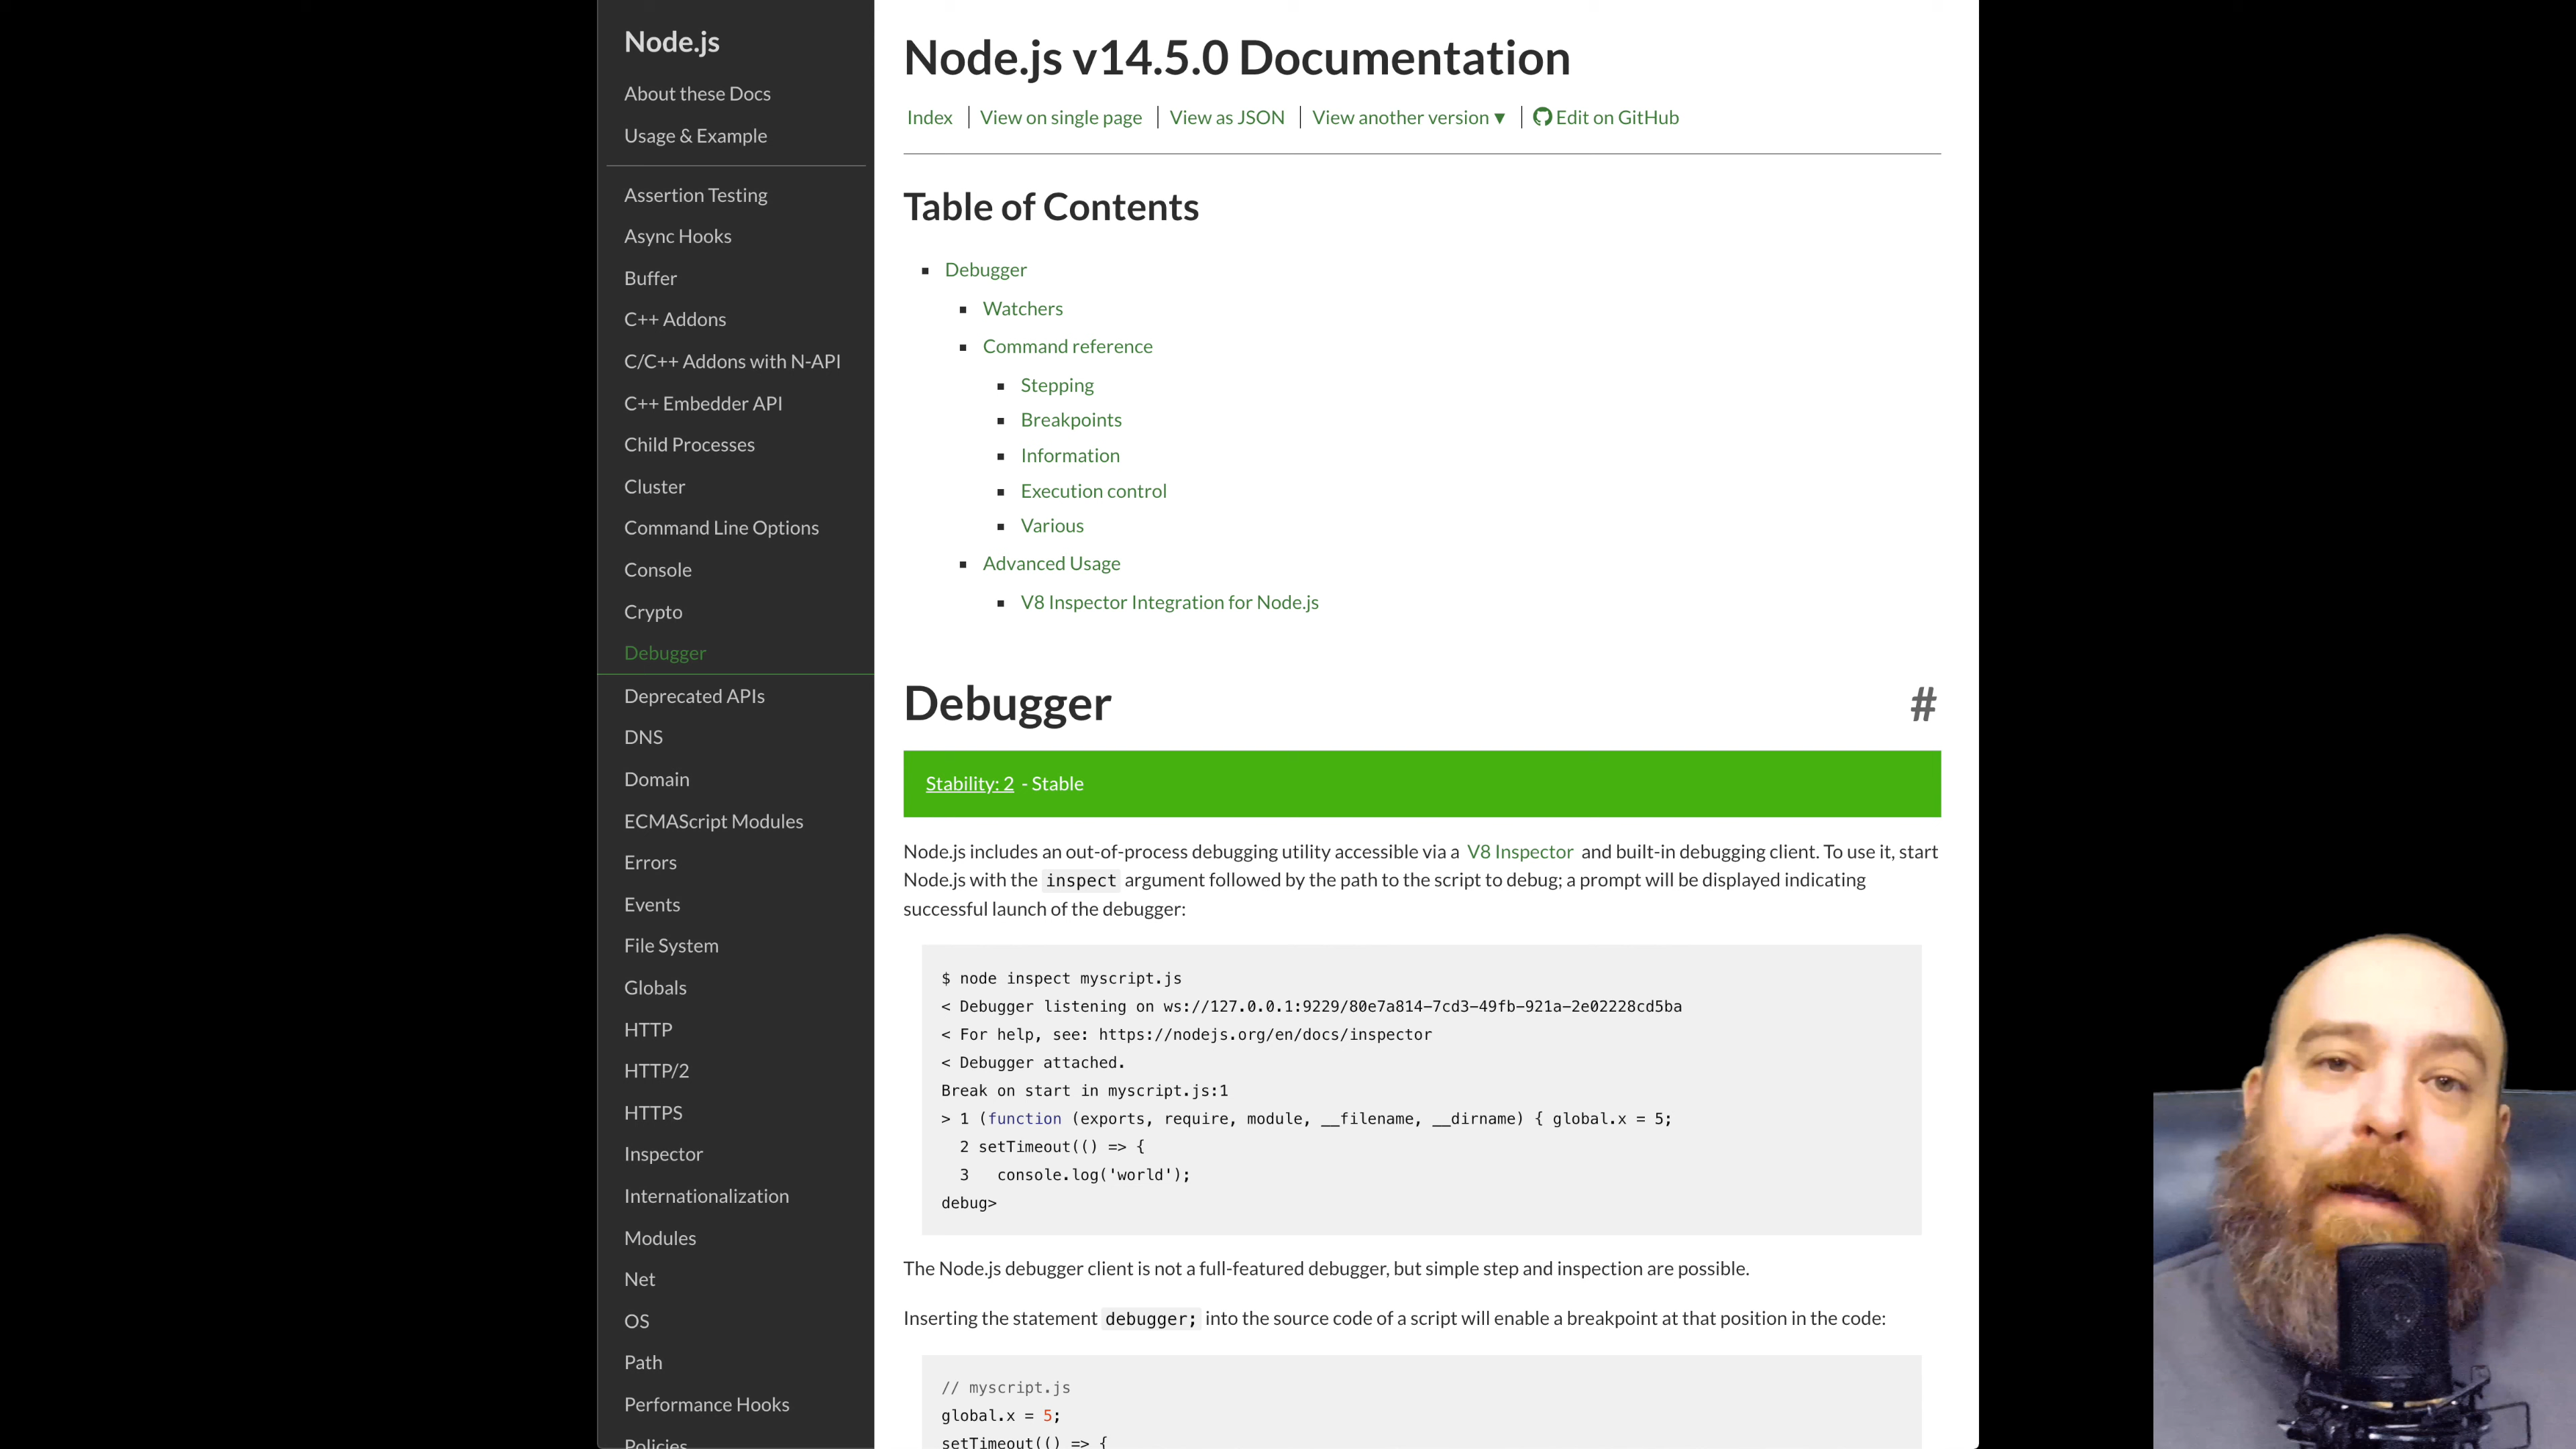 Node.js
About these Docs
Usage & Example
Assertion Testing
Async Hooks
Buffer
C++ Addons
C/C++ Addons with N-API
C++ Embedder API
Child Processes
Cluster
Command Line Options
Console
Crypto
Debugger
Deprecated APIs
DNS
Domain
ECMAScript Modules
Errors
Events
File System
Globals
HTTP
HTTP/2
HTTPS
Inspector
Internationalization
Modules
Net
OS
Path
Performance Hooks
Policies
Node.js v14.5.0 Documentation
Index | View on single page | View as JSON | View another version ▼ | Edit on GitHub
Table of Contents
Debugger
Watchers
Command reference
Stepping
Breakpoints
Information
Execution control
Various
Advanced Usage
V8 Inspector Integration for Node.js
Debugger #
Stability: 2 - Stable
Node.js includes an out-of-process debugging utility accessible via a V8 Inspector and built-in debugging client. To use it, start
Node.js with the inspect argument followed by the path to the script to debug; a prompt will be displayed indicating
successful launch of the debugger:
$ node inspect myscript.js
< Debugger listening on ws://127.0.0.1:9229/80e7a814-7cd3-49fb-921a-2e02228cd5ba
< For help, see: https://nodejs.org/en/docs/inspector
< Debugger attached.
Break on start in myscript.js:1
> 1 (function (exports, require, module, __filename, __dirname) { global.x = 5;
  2 setTimeout(() => {
  3   console.log('world');
debug>
The Node.js debugger client is not a full-featured debugger, but simple step and inspection are possible.
Inserting the statement debugger; into the source code of a script will enable a breakpoint at that position in the code:
// myscript.js
global.x = 5;
setTimeout(() => {